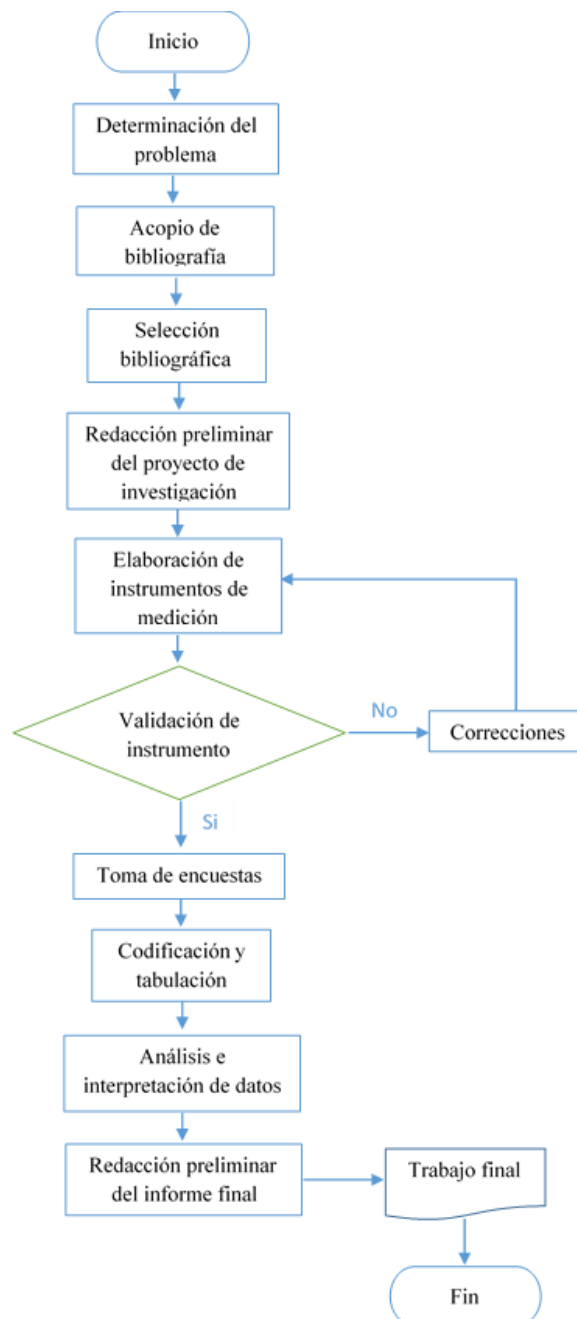 Inicio
Determinación del
problema
Acopio de
bibliografía
Selección
bibliográfica
Redacción preliminar
del proyecto de
investigación
Elaboración de
instrumentos de
medición
Validación de
instrumento
No
Correcciones
Si
Toma de encuestas
Codificación y
tabulación
Análisis e
interpretación de datos
Redacción preliminar
del informe final
Trabajo final
Fin